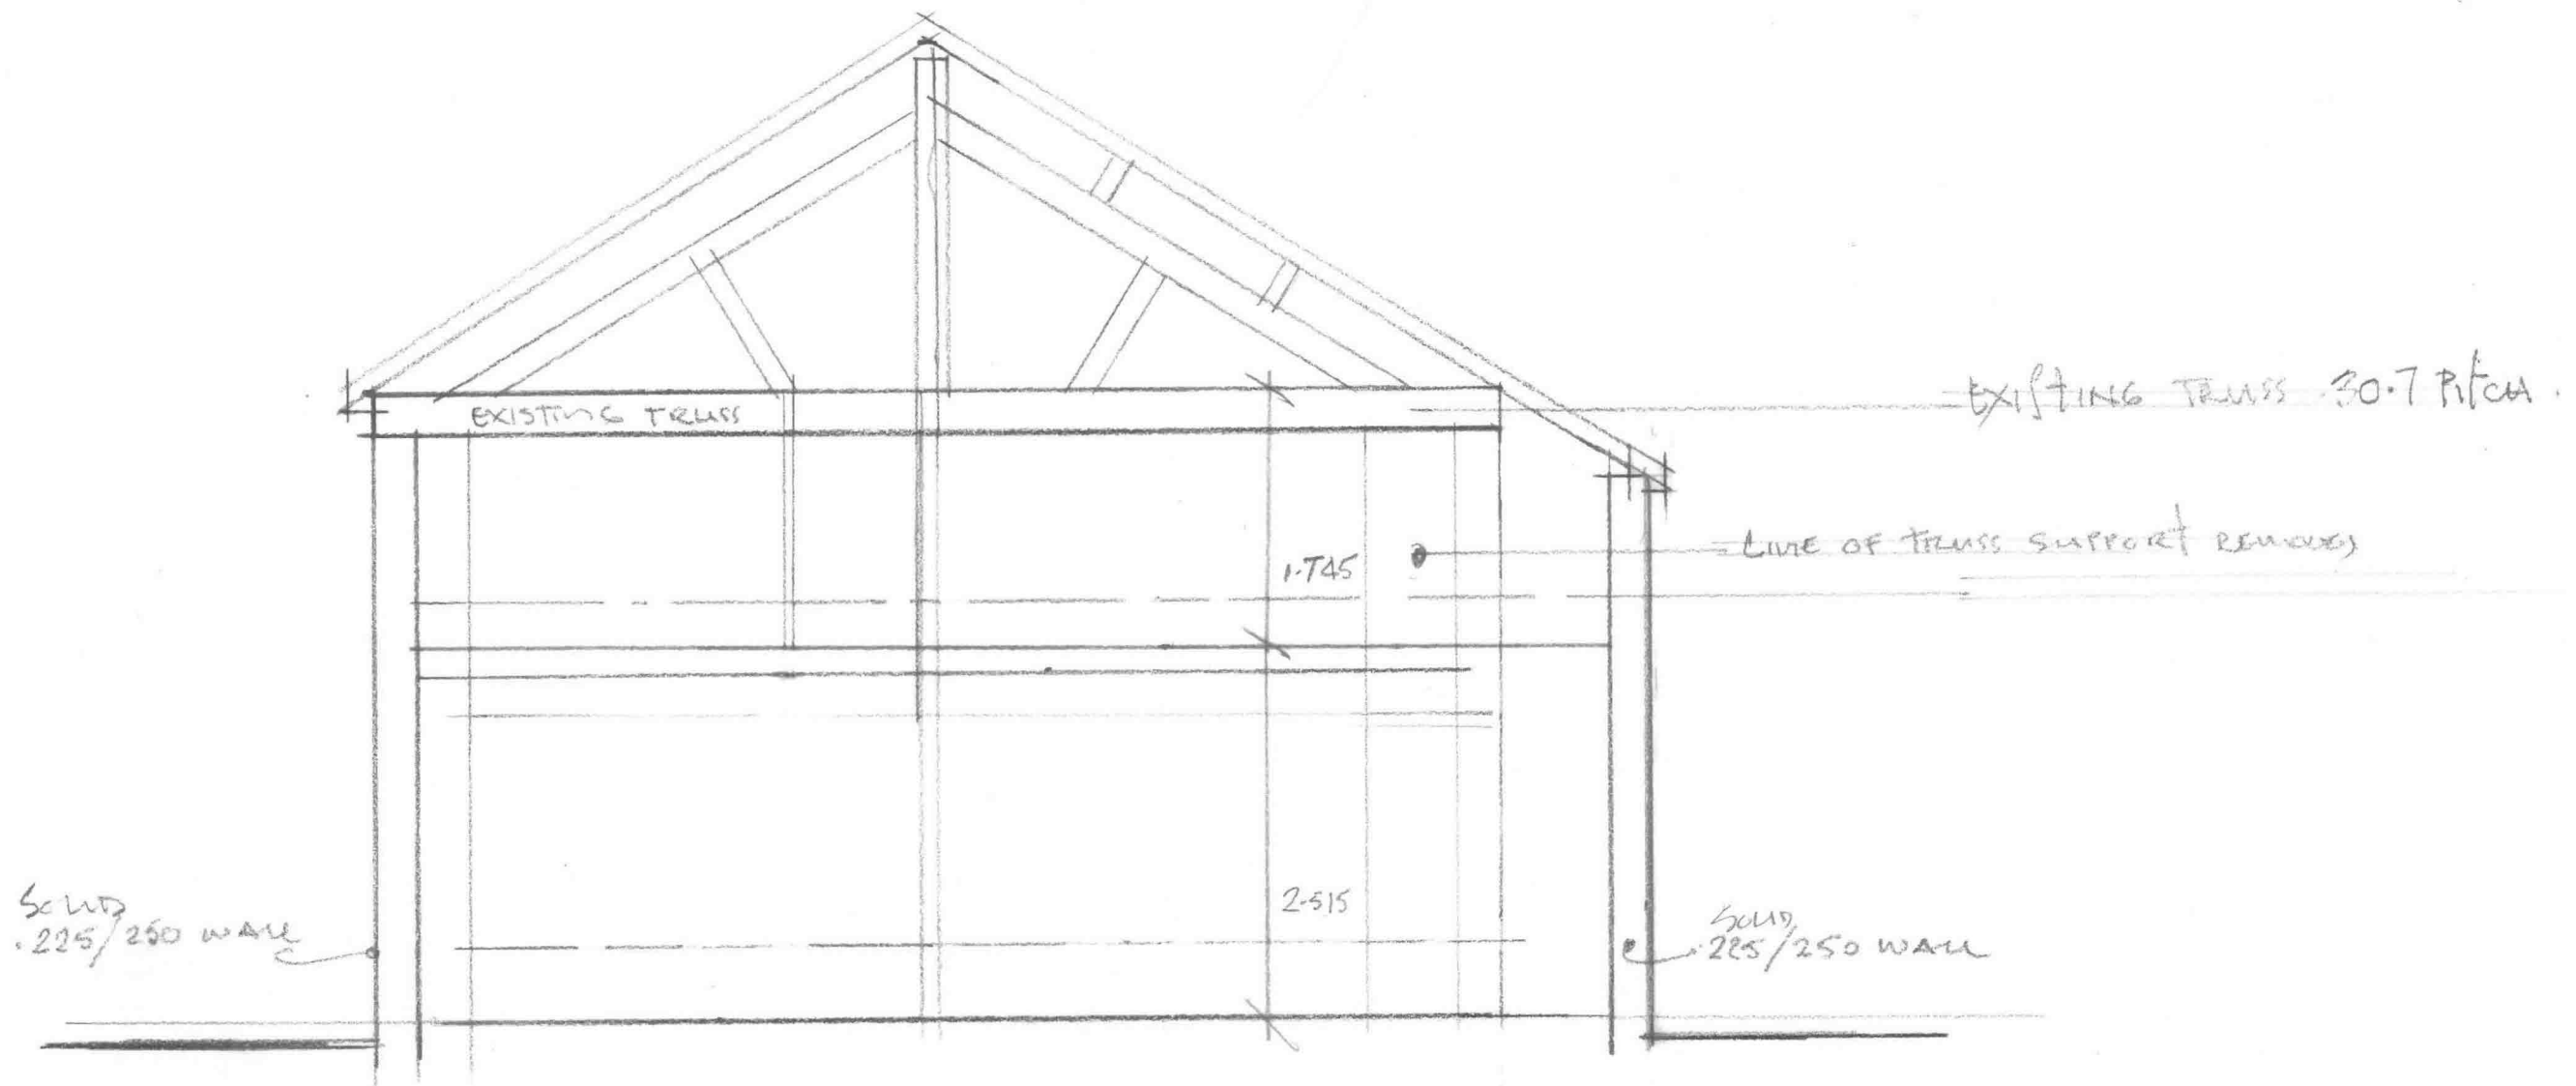 EXISTING TRUSS 30.7 PITCH.
EXISTING TRUSS
LINE OF TRUSS SUPPORT REMOVED
1.745
2.515
SOLID
.225/250 WALL
SOLID
.225/250 WALL